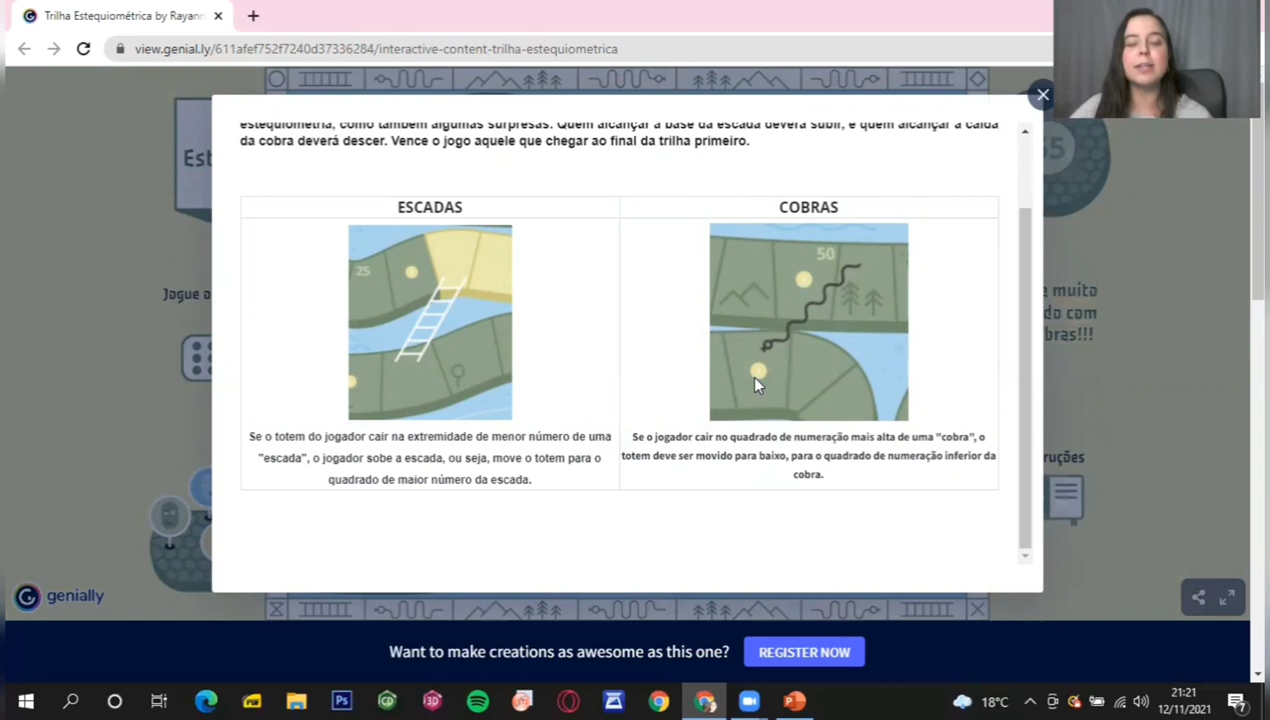 Trilha Estequiométrica by Rayann
view.genial.ly/611afef752f7240d37336284/interactive-content-trilha-estequiometrica
estequiometria, como também algumas surpresas. Quem alcançar a base da escada deverá subir, e quem alcançar a calda
da cobra deverá descer. Vence o jogo aquele que chegar ao final da trilha primeiro.
ESCADAS
COBRAS
25
50
Se o totem do jogador cair na extremidade de menor número de uma
"escada", o jogador sobe a escada, ou seja, move o totem para o
quadrado de maior número da escada.
Se o jogador cair no quadrado de numeração mais alta de uma "cobra", o
totem deve ser movido para baixo, para o quadrado de numeração inferior da
cobra.
Est
Jogue o
muito
do com
bras!!!
ruções
genially
Want to make creations as awesome as this one?
REGISTER NOW
Ps
18°C
21:21
12/11/2021